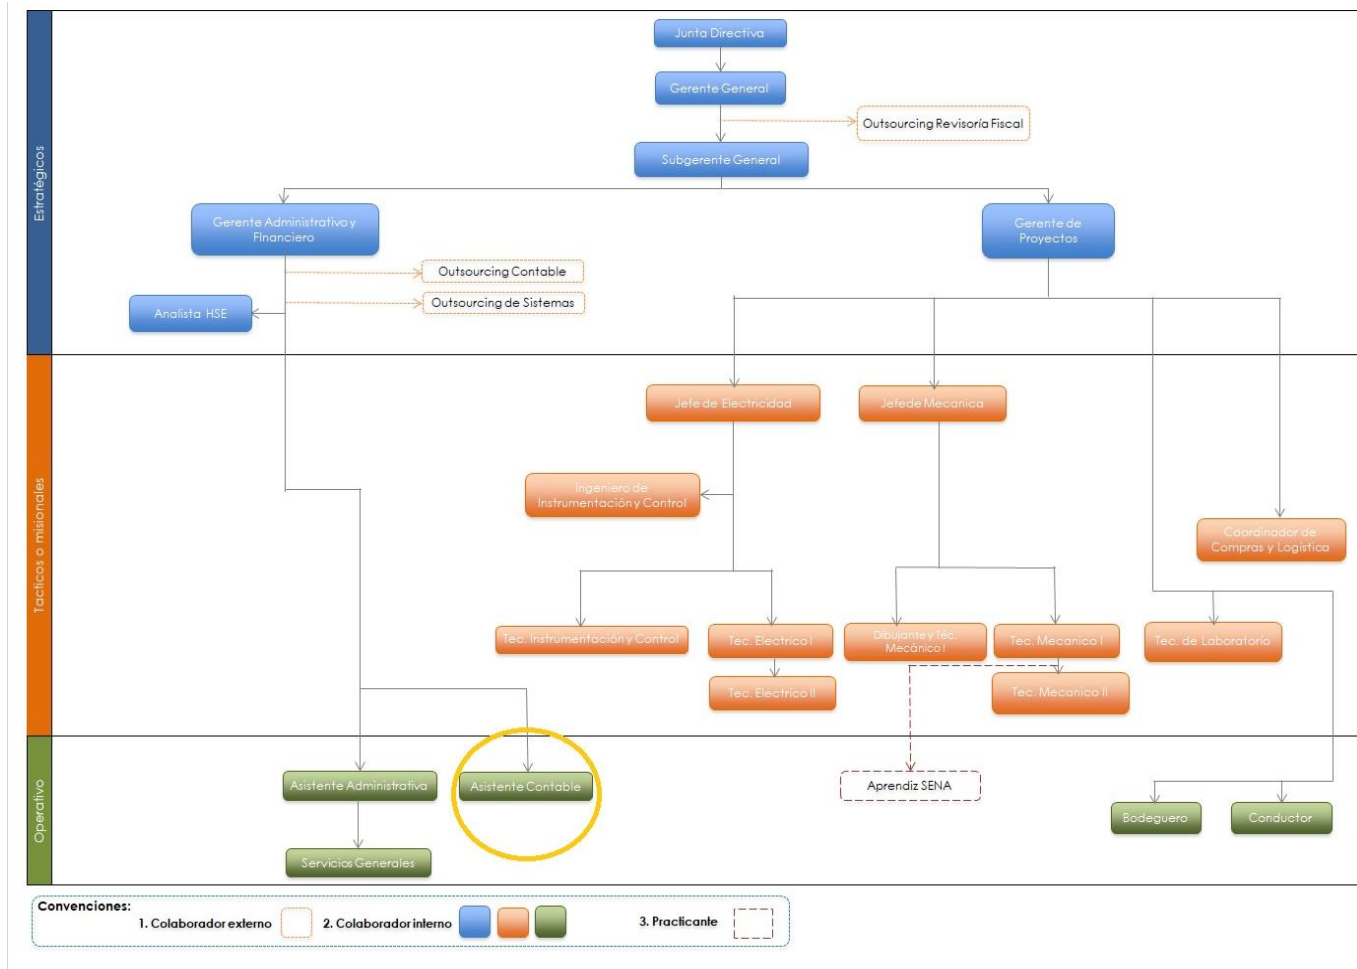 Estratégicos
Junta Directiva
Gerente General
Outsourcing Revisoría Fiscal
Subgerente General
Gerente Administrativo y
FInanciero
Gerente de
Proyectos
Outsourcing Contable
Outsourcing de Sistemas
Analista HSE
Tacticos o misionales
Jefe de Electricidad
Jefede Mecanica
Ingeniero de
Instrumentación y Control
Coordinador de
Compras y Logística
Tec. Instrumentación y Control
Tec. Electrico I
Dibujante y Téc.
Mecánico I
Tec. Mecanico I
Tec. de Laboratorio
Tec. Electrico II
Tec. Mecanico II
Operativo
Asistente Administrativa
Asistente Contable
Aprendiz SENA
Bodeguero
Conductor
Servicios Generales
Convenciones:
1. Colaborador externo
2. Colaborador interno
3. Practicante